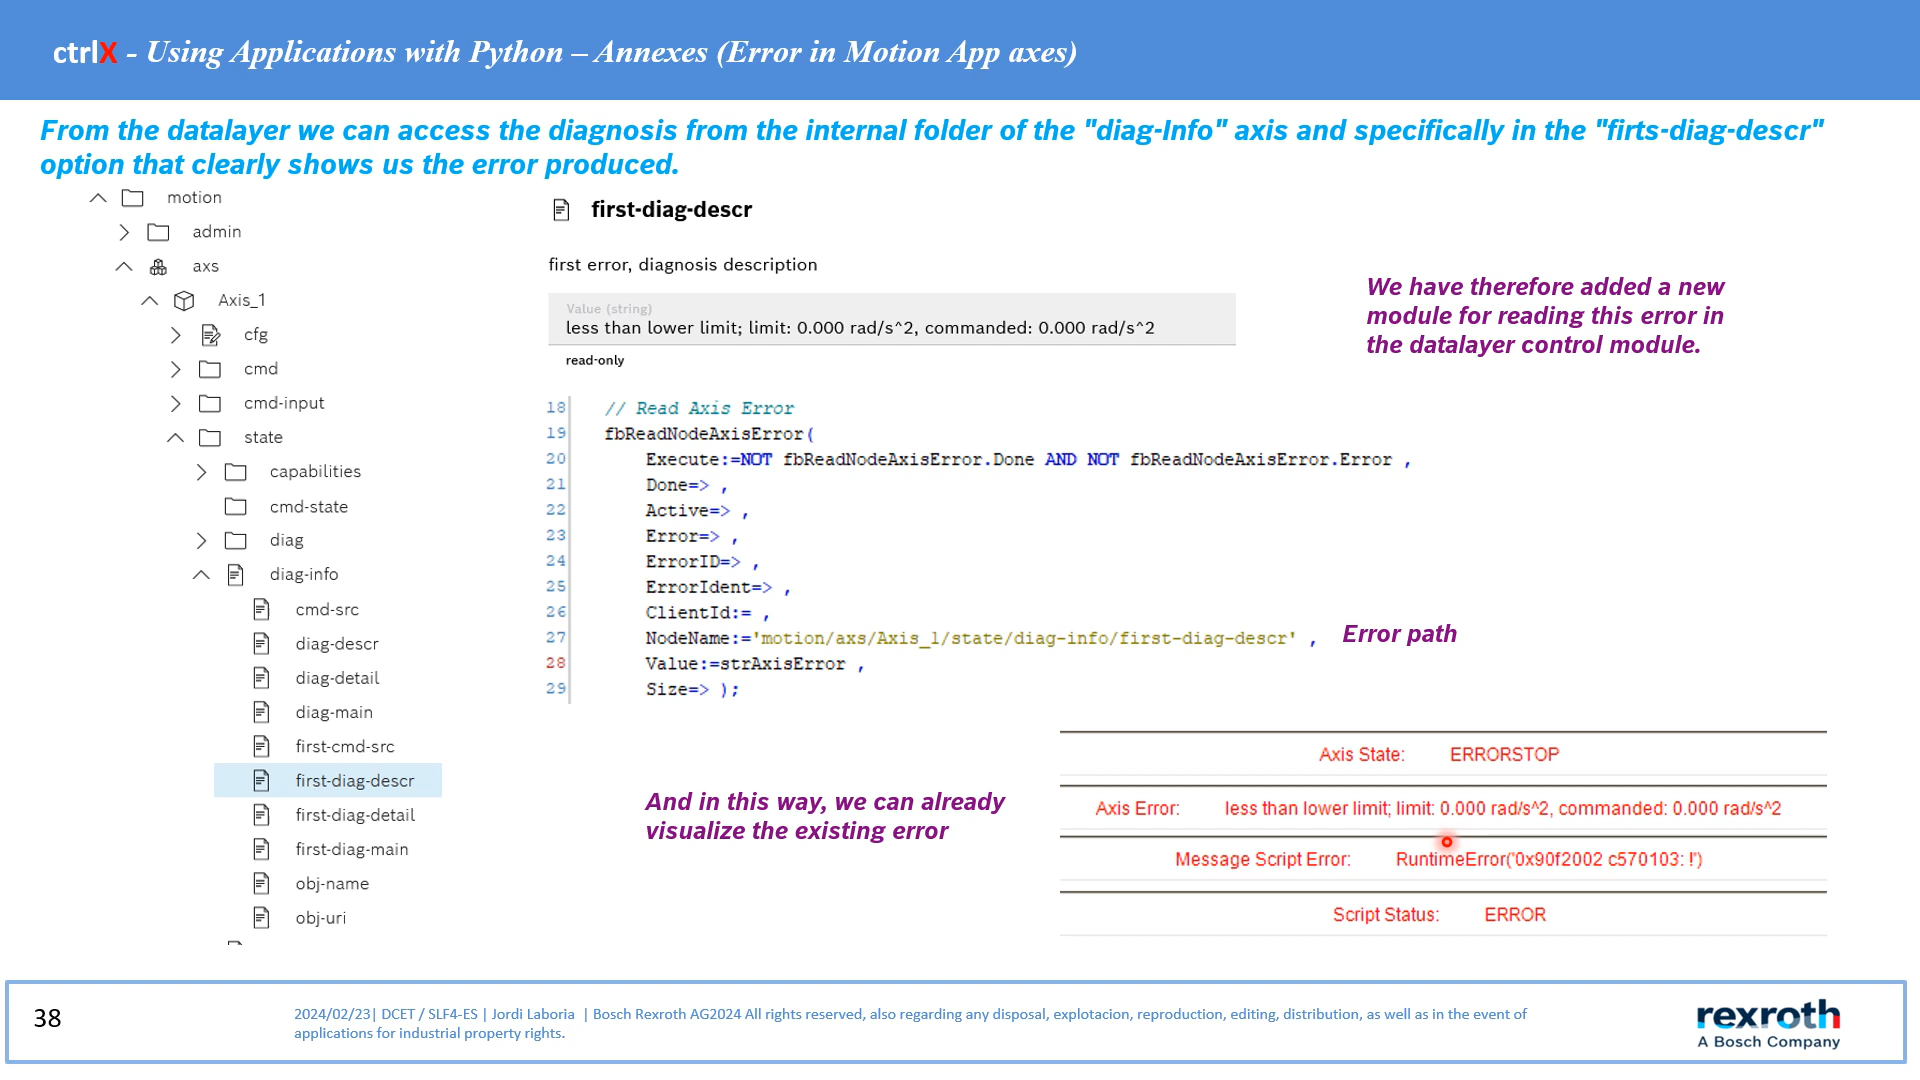 ctrlX - Using Applications with Python – Annexes (Error in Motion App axes)
From the datalayer we can access the diagnosis from the internal folder of the "diag-Info" axis and specifically in the "firts-diag-descr"
option that clearly shows us the error produced.
motion
admin
axs
Axis_1
cfg
cmd
cmd-input
state
capabilities
cmd-state
diag
diag-info
cmd-src
diag-descr
diag-detail
diag-main
first-cmd-src
first-diag-descr
first-diag-detail
first-diag-main
obj-name
obj-uri
first-diag-descr
first error, diagnosis description
Value (string)
less than lower limit; limit: 0.000 rad/s^2, commanded: 0.000 rad/s^2
read-only
We have therefore added a new
module for reading this error in
the datalayer control module.
18 // Read Axis Error
19 fbReadNodeAxisError(
20 Execute:=NOT fbReadNodeAxisError.Done AND NOT fbReadNodeAxisError.Error ,
21 Done=> ,
22 Active=> ,
23 Error=> ,
24 ErrorID=> ,
25 ErrorIdent=> ,
26 ClientId:= ,
27 NodeName:='motion/axs/Axis_1/state/diag-info/first-diag-descr' ,
28 Value:=strAxisError ,
29 Size=> );
Error path
And in this way, we can already
visualize the existing error
Axis State: ERRORSTOP
Axis Error: less than lower limit; limit: 0.000 rad/s^2, commanded: 0.000 rad/s^2
Message Script Error: RuntimeError('0x90f2002 c570103: !')
Script Status: ERROR
38
2024/02/23| DCET / SLF4-ES | Jordi Laboria | Bosch Rexroth AG2024 All rights reserved, also regarding any disposal, explotacion, reproduction, editing, distribution, as well as in the event of
applications for industrial property rights.
rexroth
A Bosch Company